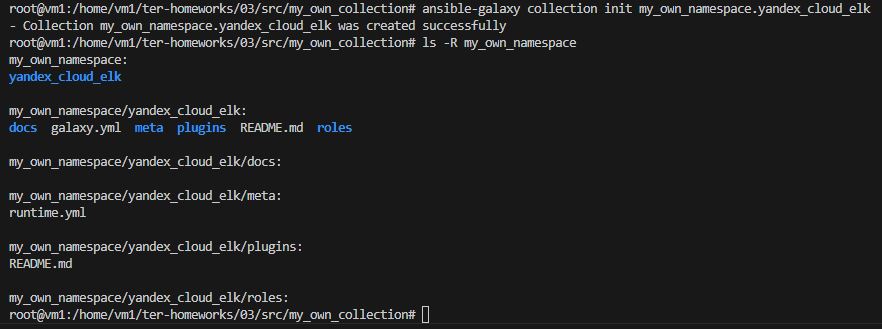 root@vm1:/home/vm1/ter-homeworks/03/src/my_own_collection# ansible-galaxy collection init my_own_namespace.yandex_cloud_elk
- Collection my_own_namespace.yandex_cloud_elk was created successfully
root@vm1:/home/vm1/ter-homeworks/03/src/my_own_collection# ls -R my_own_namespace
my_own_namespace:
yandex_cloud_elk

my_own_namespace/yandex_cloud_elk:
docs  galaxy.yml  meta  plugins  README.md  roles

my_own_namespace/yandex_cloud_elk/docs:

my_own_namespace/yandex_cloud_elk/meta:
runtime.yml

my_own_namespace/yandex_cloud_elk/plugins:
README.md

my_own_namespace/yandex_cloud_elk/roles:
root@vm1:/home/vm1/ter-homeworks/03/src/my_own_collection#